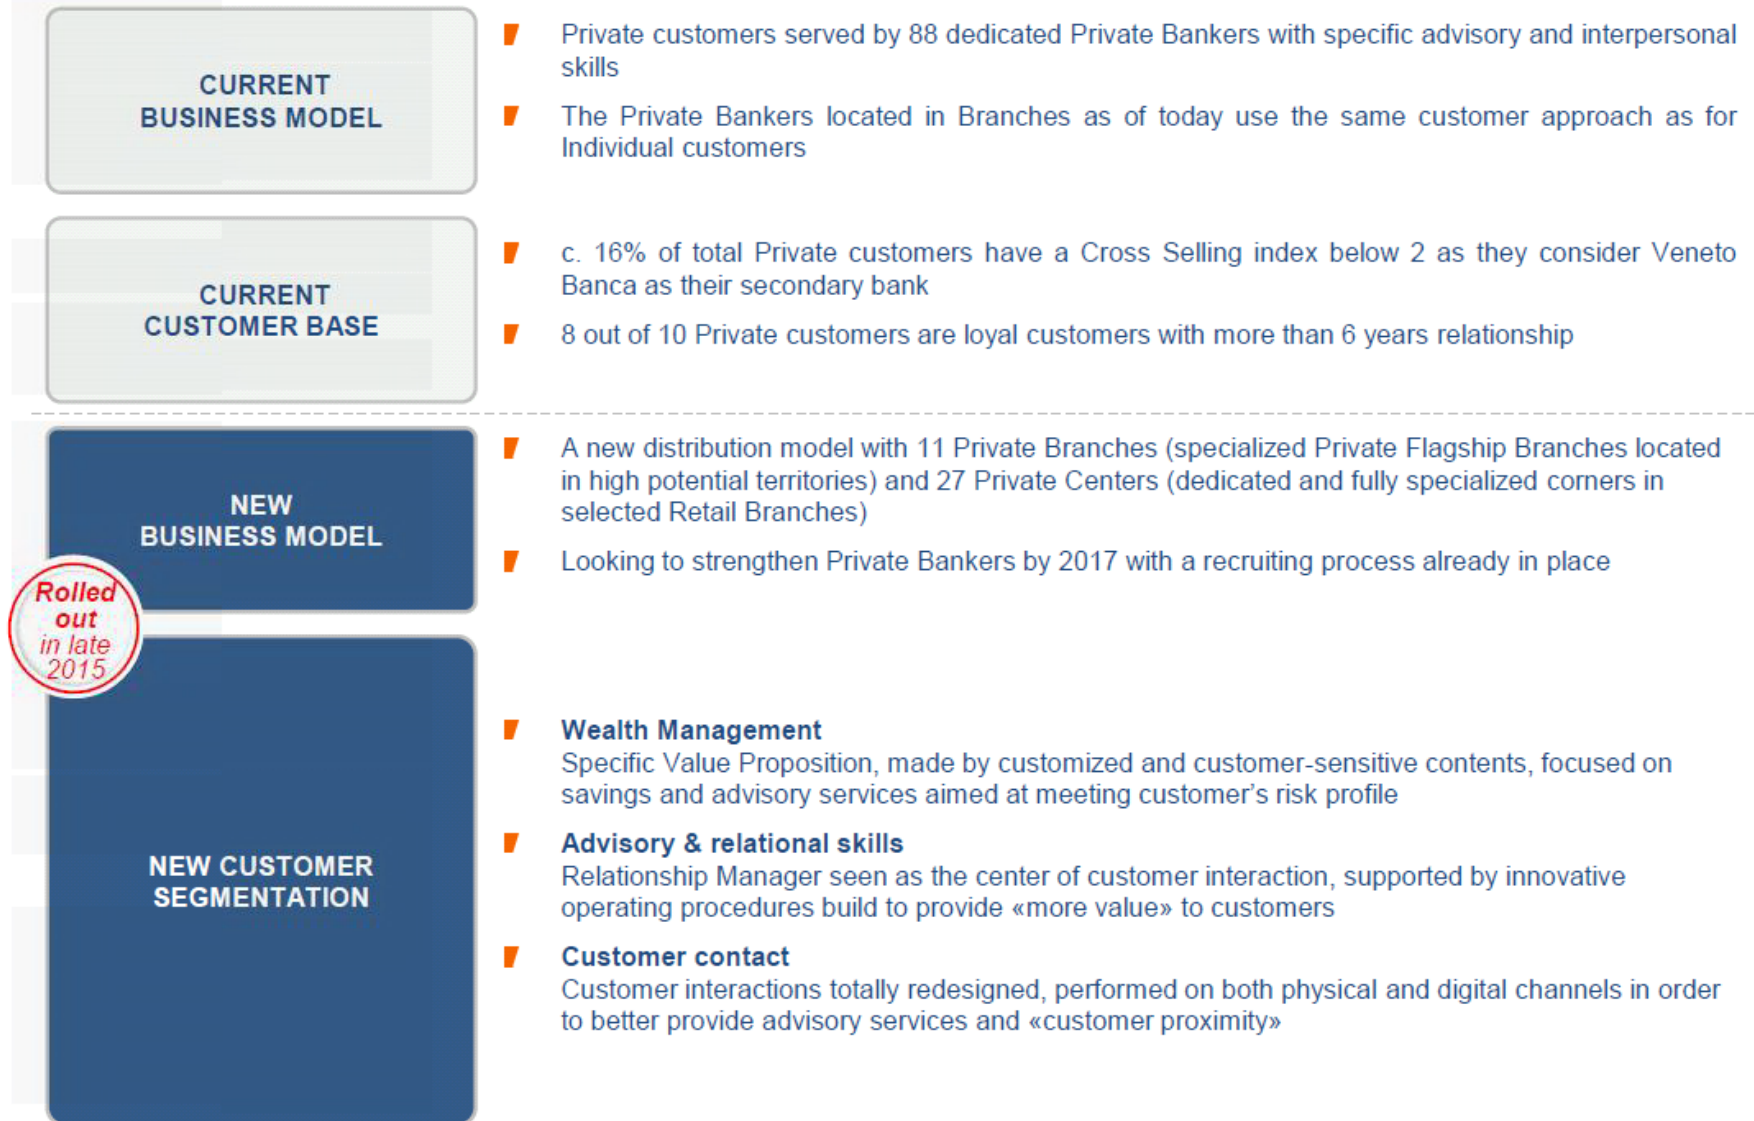 CURRENT
BUSINESS MODEL
Private customers served by 88 dedicated Private Bankers with specific advisory and interpersonal
skills
The Private Bankers located in Branches as of today use the same customer approach as for
Individual customers
CURRENT
CUSTOMER BASE
c. 16% of total Private customers have a Cross Selling index below 2 as they consider Veneto
Banca as their secondary bank
8 out of 10 Private customers are loyal customers with more than 6 years relationship
NEW
BUSINESS MODEL
A new distribution model with 11 Private Branches (specialized Private Flagship Branches located
in high potential territories) and 27 Private Centers (dedicated and fully specialized corners in
selected Retail Branches)
Looking to strengthen Private Bankers by 2017 with a recruiting process already in place
Rolled
out
in late
2015
NEW CUSTOMER
SEGMENTATION
Wealth Management
Specific Value Proposition, made by customized and customer-sensitive contents, focused on
savings and advisory services aimed at meeting customer’s risk profile
Advisory & relational skills
Relationship Manager seen as the center of customer interaction, supported by innovative
operating procedures build to provide «more value» to customers
Customer contact
Customer interactions totally redesigned, performed on both physical and digital channels in order
to better provide advisory services and «customer proximity»